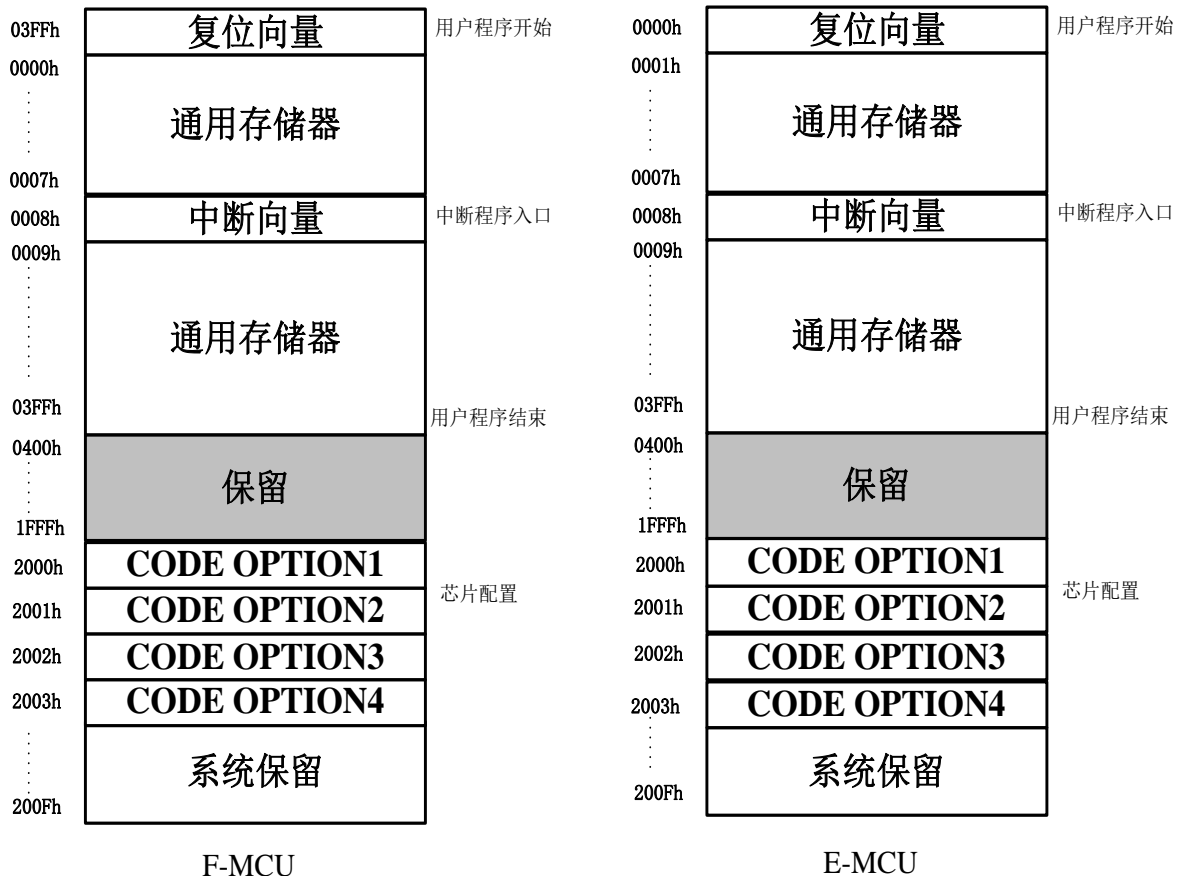 03FFh 复位向量 用户程序开始
0000h
通用存储器
0007h
0008h 中断向量 中断程序入口
0009h
通用存储器
03FFh 用户程序结束
0400h
保留
1FFFh
2000h CODE OPTION1
芯片配置
2001h CODE OPTION2
2002h CODE OPTION3
2003h CODE OPTION4
系统保留
200Fh
F-MCU
0000h 复位向量 用户程序开始
0001h
通用存储器
0007h
0008h 中断向量 中断程序入口
0009h
通用存储器
03FFh 用户程序结束
0400h
保留
1FFFh
2000h CODE OPTION1
芯片配置
2001h CODE OPTION2
2002h CODE OPTION3
2003h CODE OPTION4
系统保留
200Fh
E-MCU